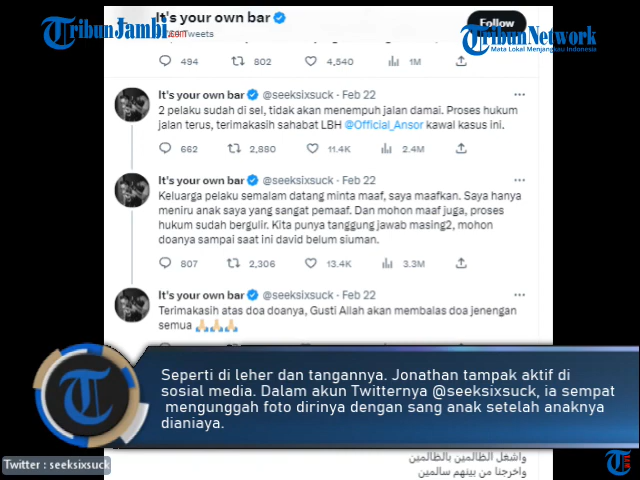 TribunJambi.com
It's your own bar
Tweets
Follow
TribunNetwork
Mata Lokal Menjangkau Indonesia
494 802 4,540 1M
It's your own bar @seeksixsuck · Feb 22
2 pelaku sudah di sel, tidak akan menempuh jalan damai. Proses hukum
jalan terus, terimakasih sahabat LBH @Official_Ansor kawal kasus ini.
662 2,880 11.4K 2.4M
It's your own bar @seeksixsuck · Feb 22
Keluarga pelaku semalam datang minta maaf, saya maafkan. Saya hanya
meniru anak saya yang sangat pemaaf. Dan mohon maaf juga, proses
hukum sudah bergulir. Kita punya tanggung jawab masing2, mohon
doanya sampai saat ini david belum siuman.
807 2,306 13.4K 3.3M
It's your own bar @seeksixsuck · Feb 22
Terimakasih atas doa doanya, Gusti Allah akan membalas doa jenengan
semua 🙏🏼🙏🏼🙏🏼
Seperti di leher dan tangannya. Jonathan tampak aktif di
sosial media. Dalam akun Twitternya @seeksixsuck, ia sempat
mengunggah foto dirinya dengan sang anak setelah anaknya
dianiaya.
واشغل الظالمين بالظالمين
واخرجنا من بينهم سالمين
Twitter : seeksixsuck